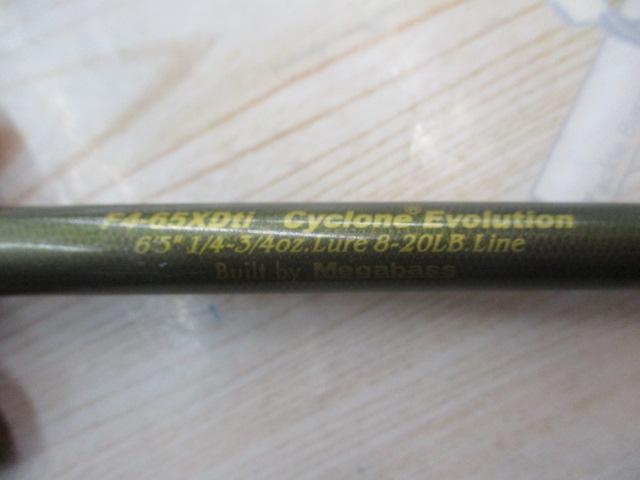 F4-65XDti Cyclone® Evolution
6'5" 1/4-3/4oz.Lure 8-20LB.Line
Built by Megabass